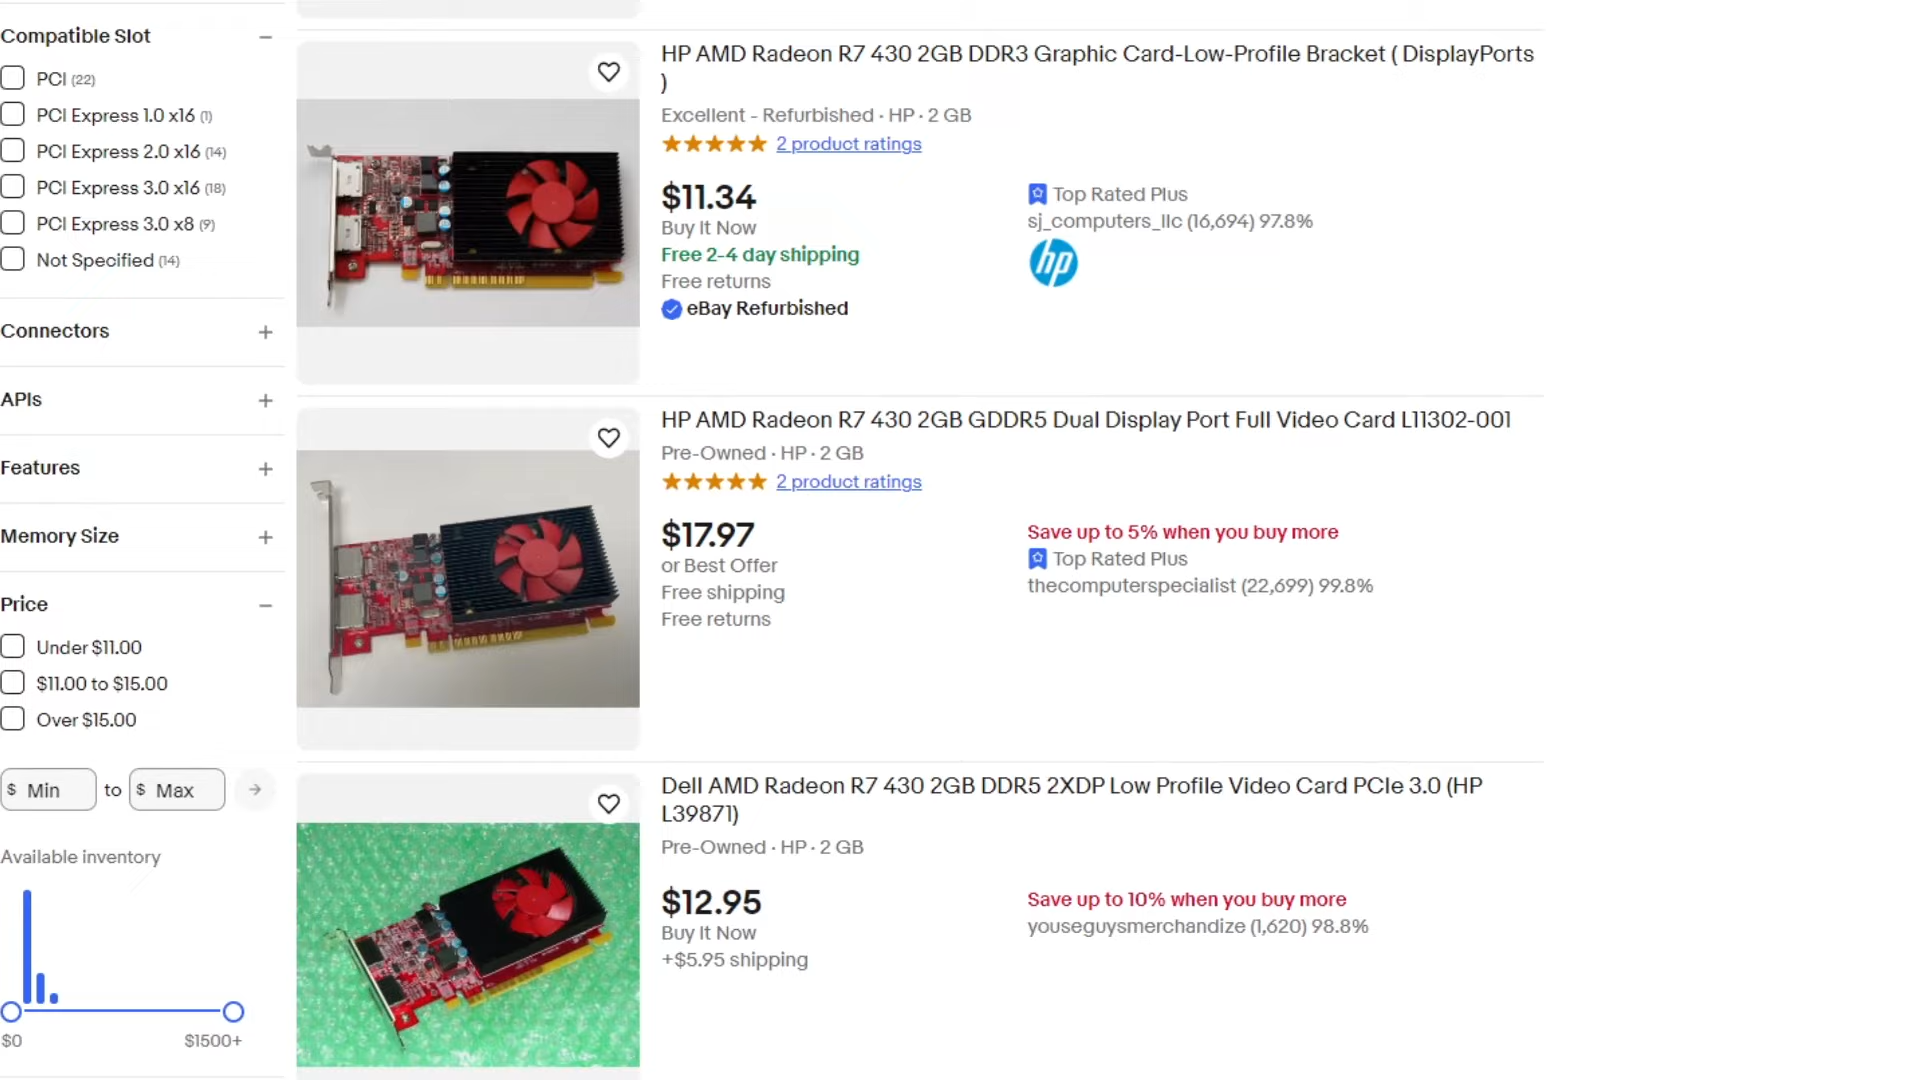 Compatible Slot
PCI (22)
PCI Express 1.0 x16 (1)
PCI Express 2.0 x16 (14)
PCI Express 3.0 x16 (18)
PCI Express 3.0 x8 (9)
Not Specified (14)
Connectors
APIs
Features
Memory Size
Price
Under $11.00
$11.00 to $15.00
Over $15.00
$ Min to $ Max
Available inventory
$0 $1500+
HP AMD Radeon R7 430 2GB DDR3 Graphic Card-Low-Profile Bracket ( DisplayPorts
)
Excellent - Refurbished · HP · 2 GB
2 product ratings
$11.34
Buy It Now
Free 2-4 day shipping
Free returns
eBay Refurbished
Top Rated Plus
sj_computers_llc (16,694) 97.8%
hp
HP AMD Radeon R7 430 2GB GDDR5 Dual Display Port Full Video Card L11302-001
Pre-Owned · HP · 2 GB
2 product ratings
$17.97
or Best Offer
Free shipping
Free returns
Save up to 5% when you buy more
Top Rated Plus
thecomputerspecialist (22,699) 99.8%
Dell AMD Radeon R7 430 2GB DDR5 2XDP Low Profile Video Card PCIe 3.0 (HP
L39871)
Pre-Owned · HP · 2 GB
$12.95
Buy It Now
+$5.95 shipping
Save up to 10% when you buy more
youseguysmerchandize (1,620) 98.8%